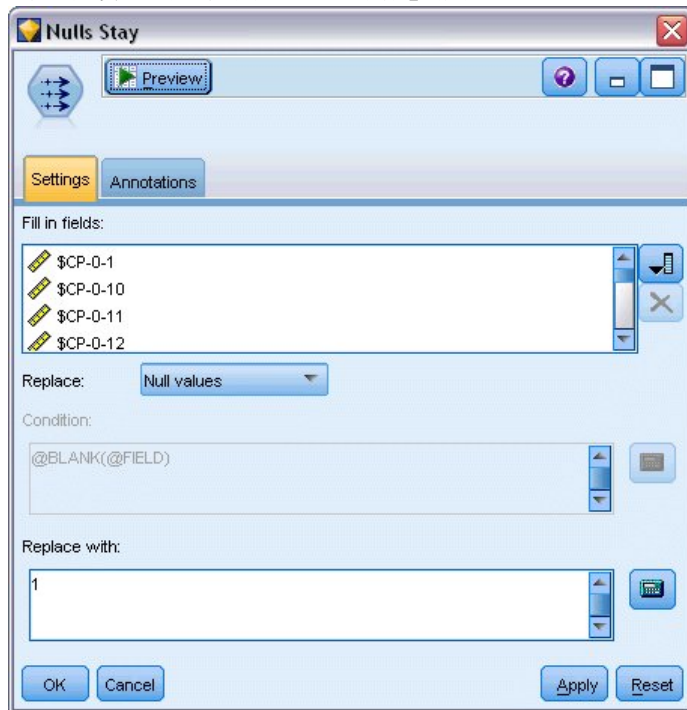 Nulls Stay
Preview
Settings Annotations
Fill in fields:
$CP-0-1
$CP-0-10
$CP-0-11
$CP-0-12
Replace: Null values
Condition:
@BLANK(@FIELD)
Replace with:
1
OK Cancel Apply Reset